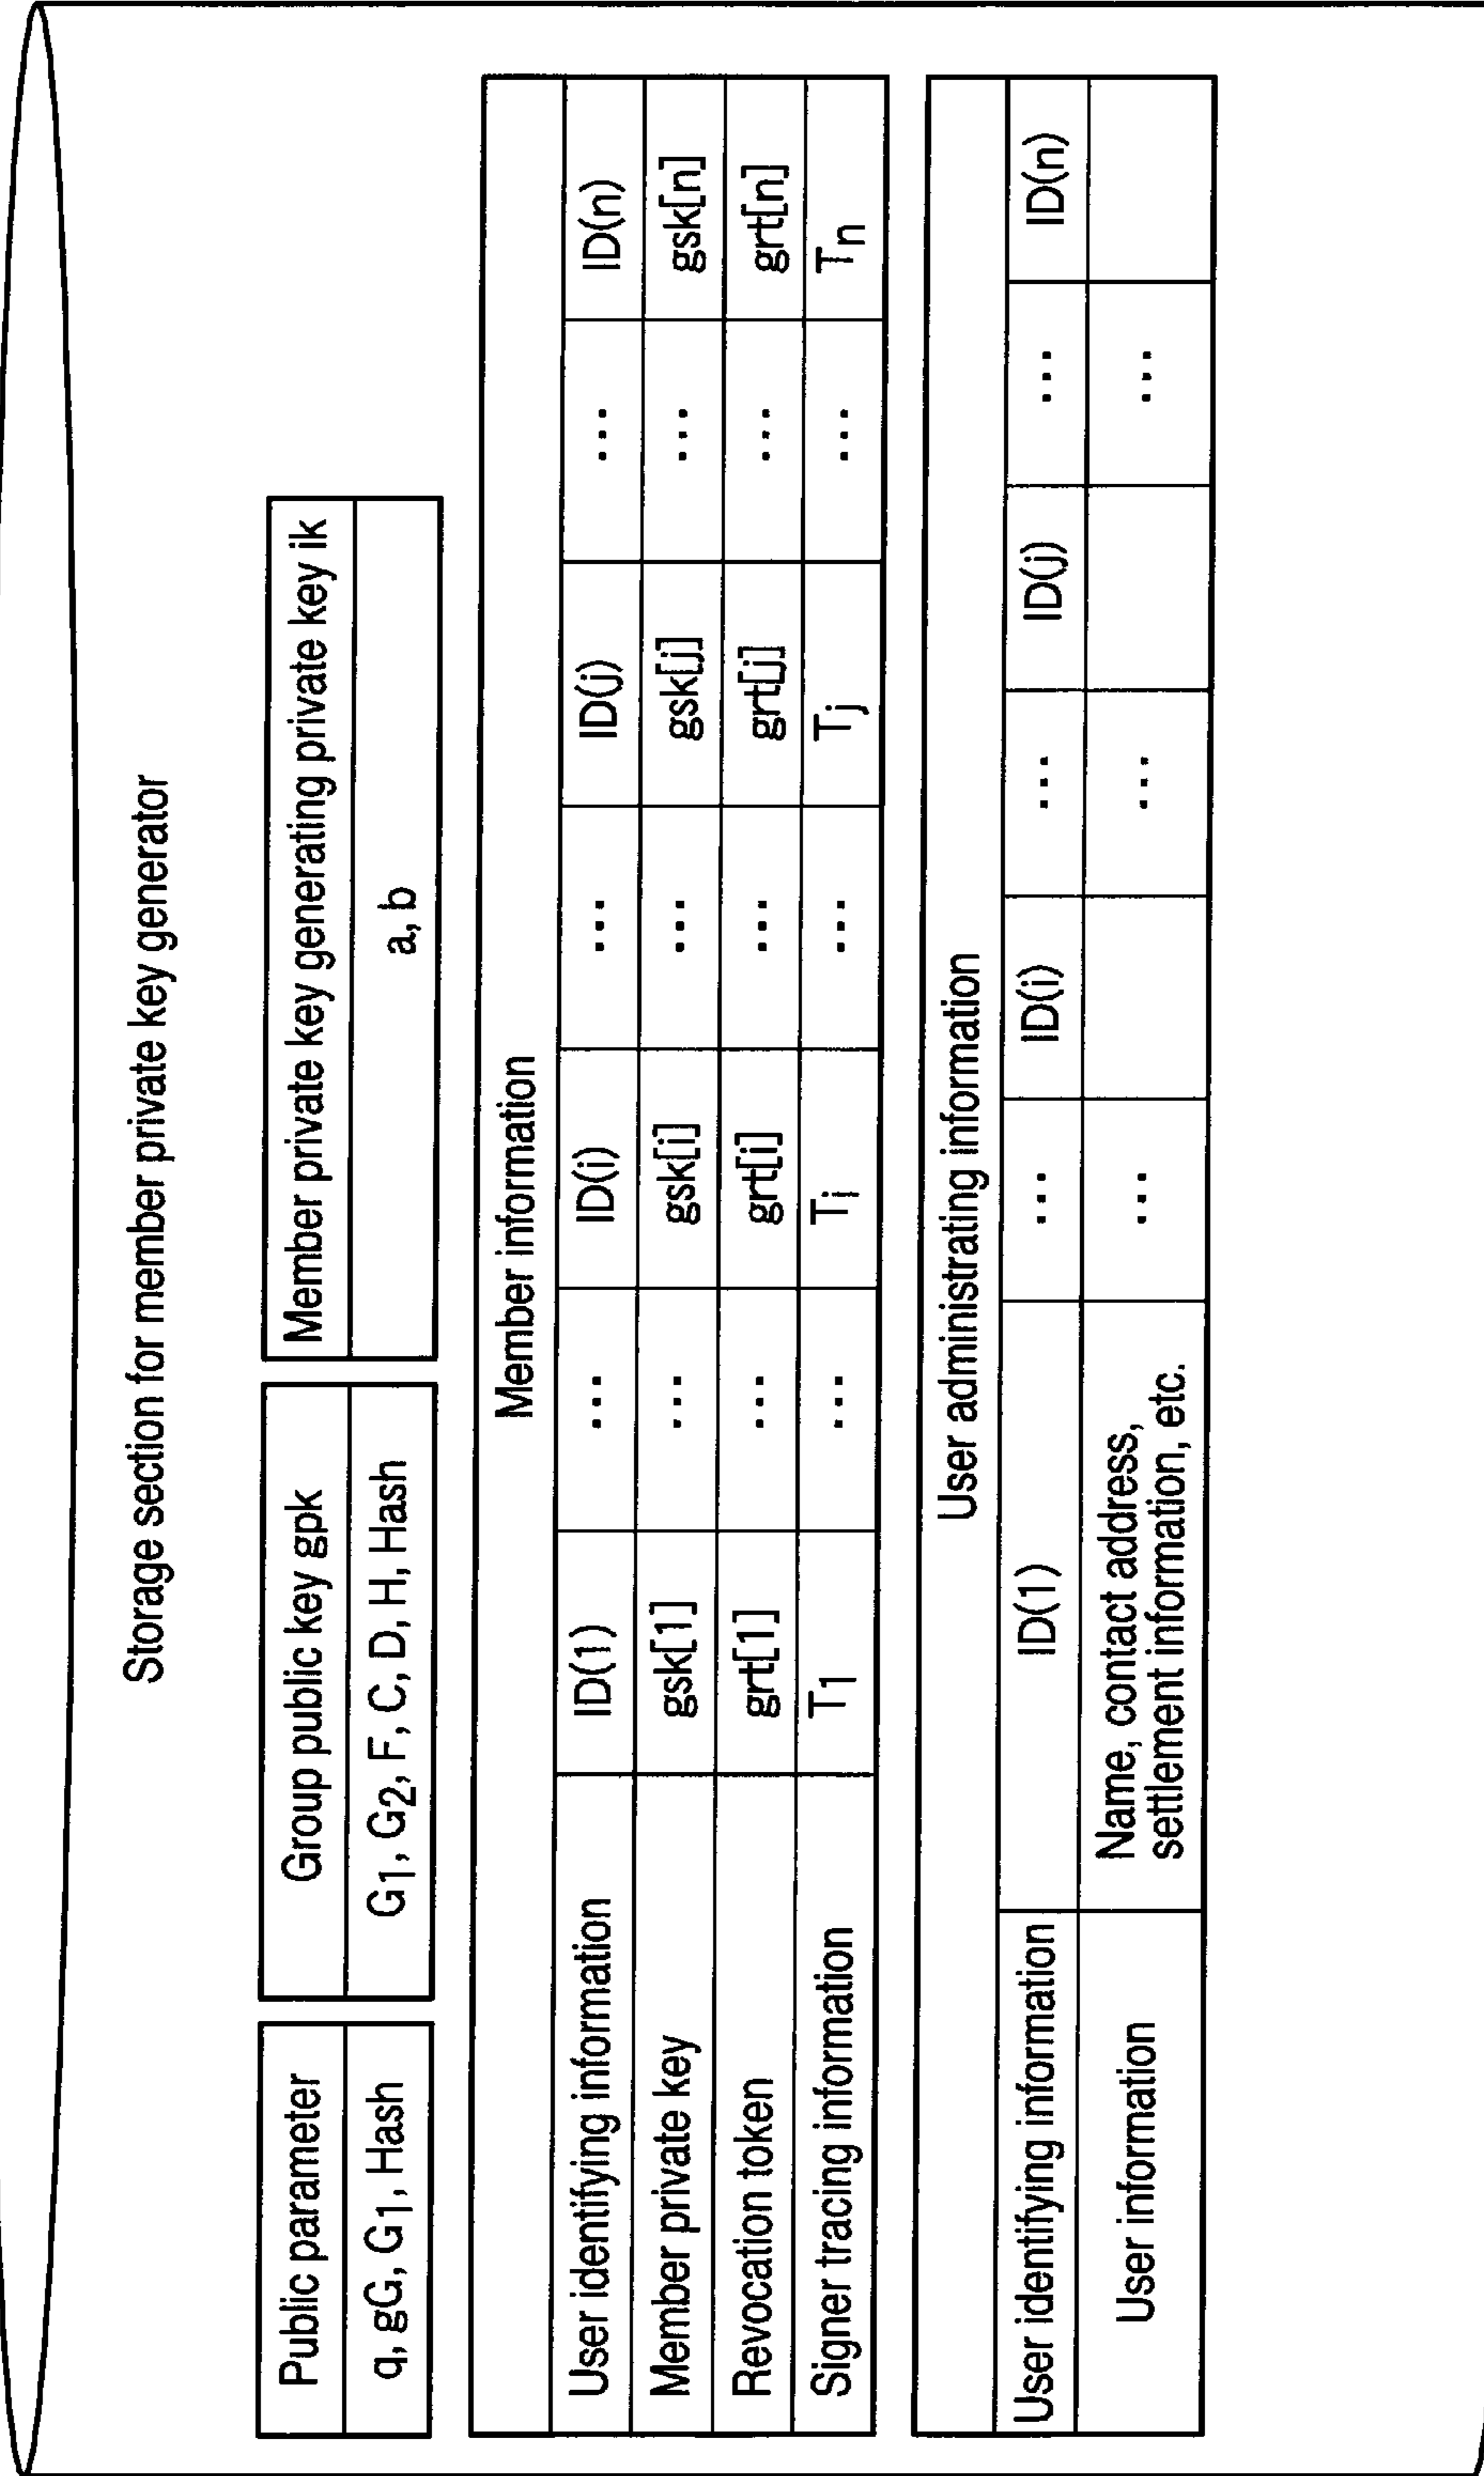 Storage section for member private key generator
Public parameter
q, gG, G1, Hash
Group public key gpk
G1, G2, F, C, D, H, Hash
Member private key generating private key ik
a, b
Member information
User identifying information ID(1) ... ID(i) ... ID(j) ... ID(n)
Member private key gsk[1] ... gsk[i] ... gsk[j] ... gsk[n]
Revocation token grt[1] ... grt[i] ... grt[j] ... grt[n]
Signer tracing information T1 ... Ti ... Tj ... Tn
User administrating information
User identifying information ID(1) ... ID(i) ... ID(j) ... ID(n)
User information Name, contact address, ... ... ...
settlement information, etc.